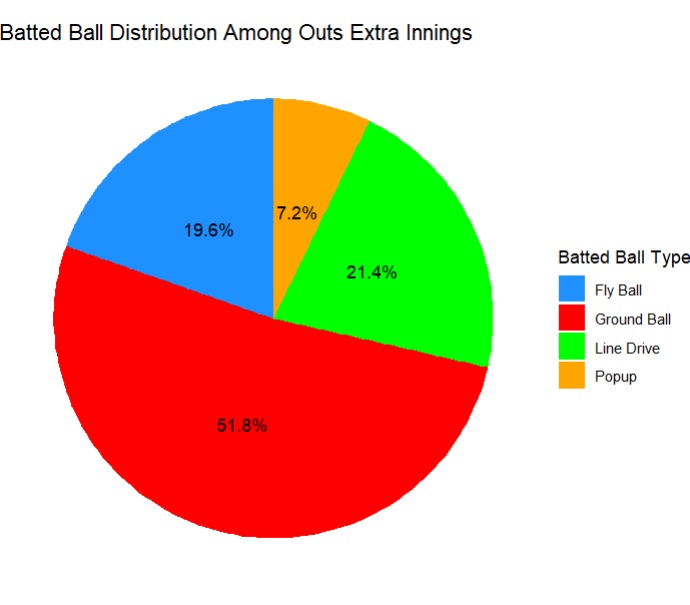 Batted Ball Distribution Among Outs Extra Innings
7.2%
19.6%
21.4%
51.8%
Batted Ball Type
Fly Ball
Ground Ball
Line Drive
Popup